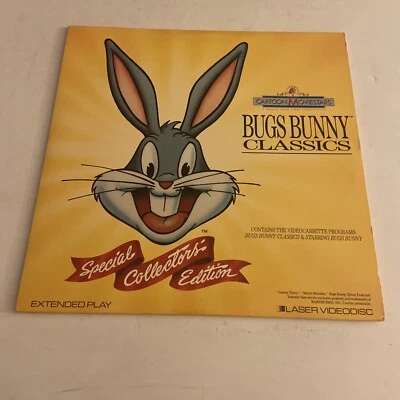 CARTOON MOVIESTARS
BUGS BUNNY™
CLASSICS
CONTAINS THE VIDEOCASSETTE PROGRAMS
BUGS BUNNY CLASSICS & STARRING BUGS BUNNY
TM
Special
Collectors'
Edition
EXTENDED PLAY
LASER VIDEODISC